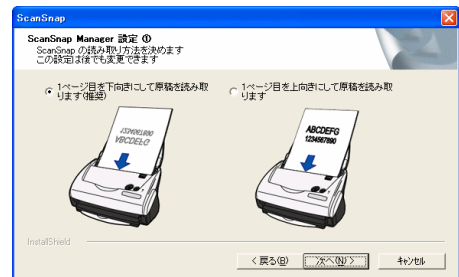 ScanSnap
ScanSnap Manager 設定 ①
ScanSnap の読み取り方法を決めます
この設定は後でも変更できます
1ページ目を下向きにして原稿を読み取
ります(推奨)
1ページ目を上向きにして原稿を読み取
ります
1234567890
ABCDEFG
ABCDEFG
1234567890
InstallShield
< 戻る(B)
次へ(N) >
キャンセル